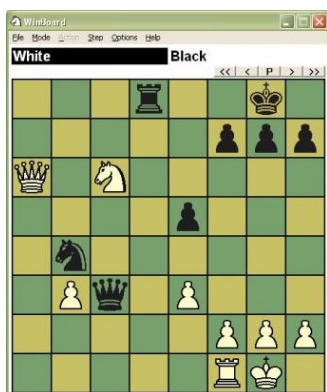 WinBoard
File Mode Action Step Options Help
White Black
<< < P > >>